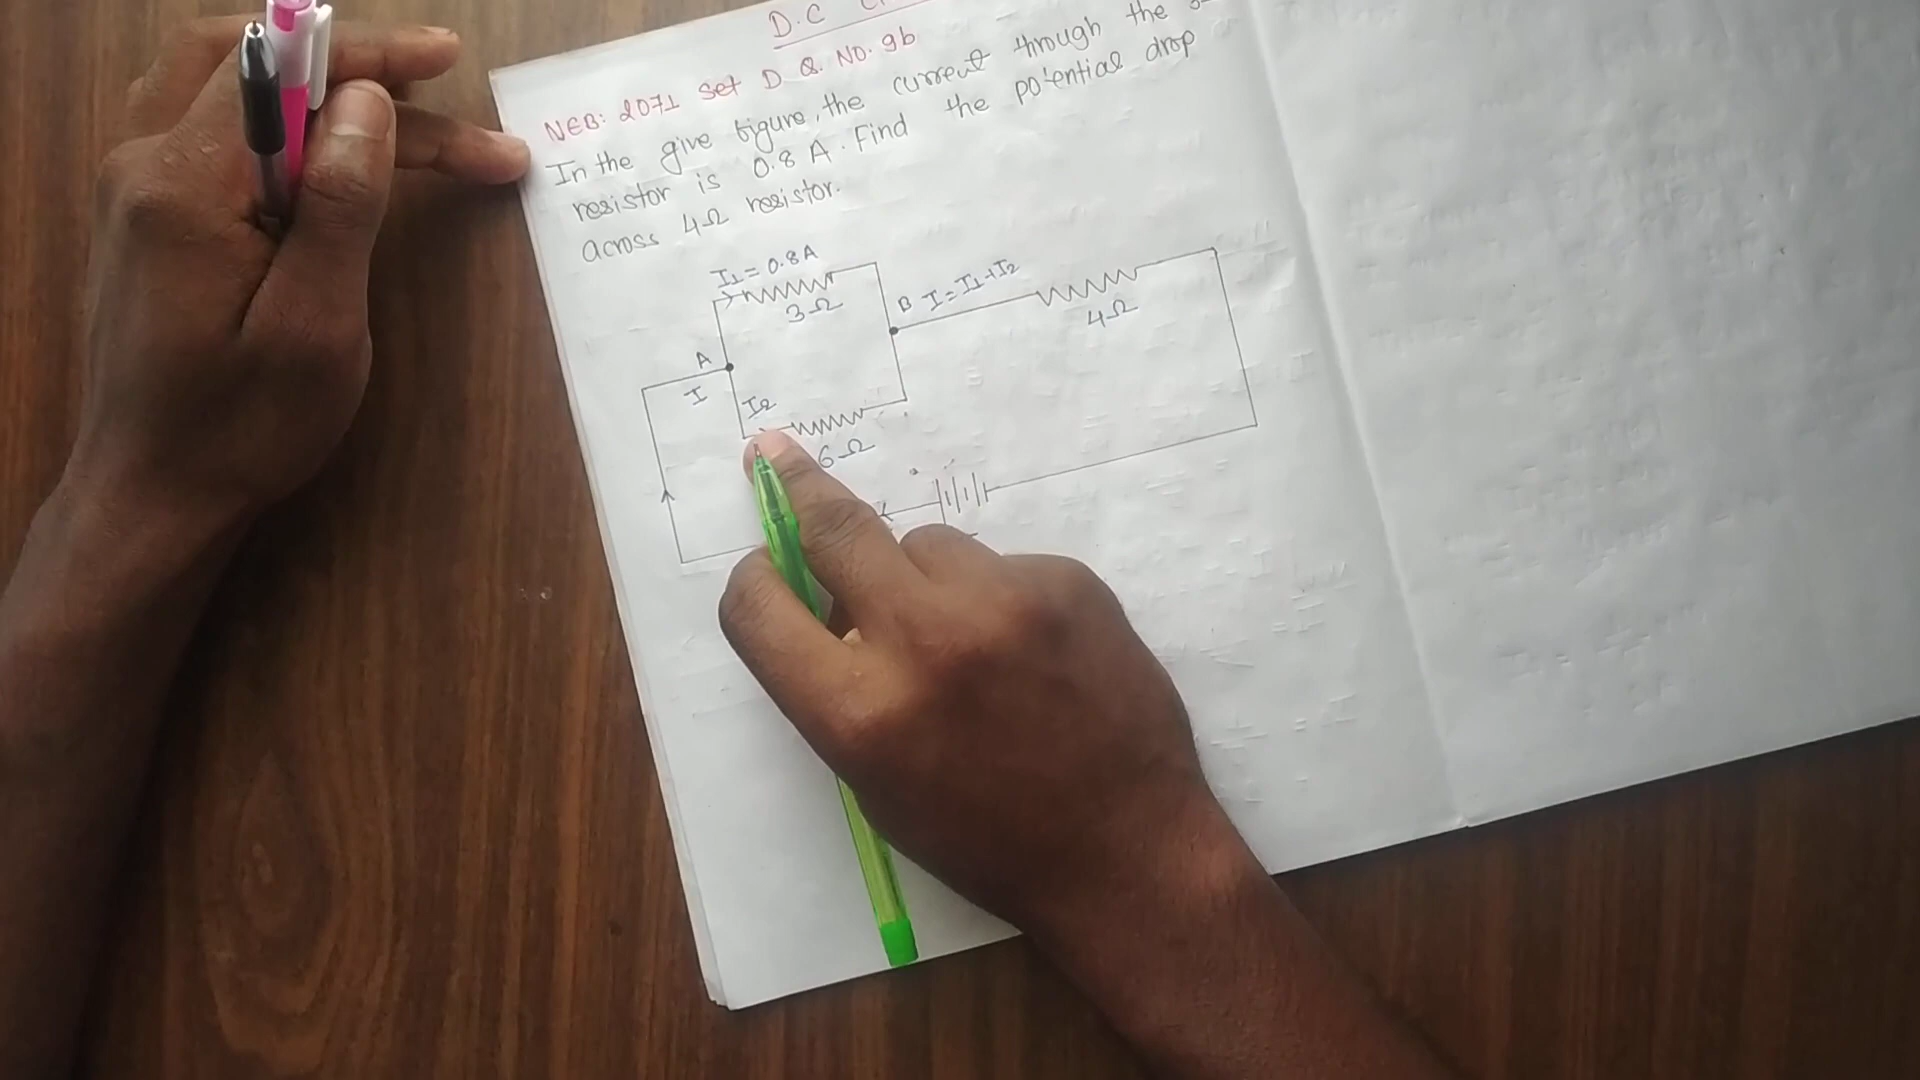 D.C
NEB: 2071 Set D Q. NO. 9b
In the give figure, the current through the
resistor is 0.8 A. Find the potential drop
across 4Ω resistor.
I1 = 0.8A
3Ω
A
I
I2
6Ω
B I = I1+I2
4Ω